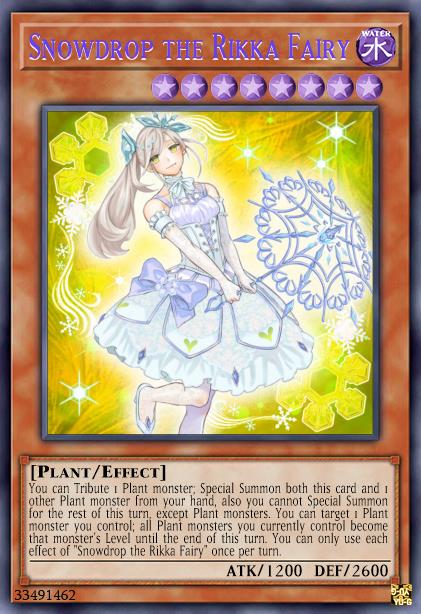 Snowdrop the Rikka Fairy
WATER
水
[Plant/Effect]
You can Tribute 1 Plant monster; Special Summon both this card and 1
other Plant monster from your hand, also you cannot Special Summon
for the rest of this turn, except Plant monsters. You can target 1 Plant
monster you control; all Plant monsters you currently control become
that monster's Level until the end of this turn. You can only use each
effect of "Snowdrop the Rikka Fairy" once per turn.
ATK/1200 DEF/2600
33491462